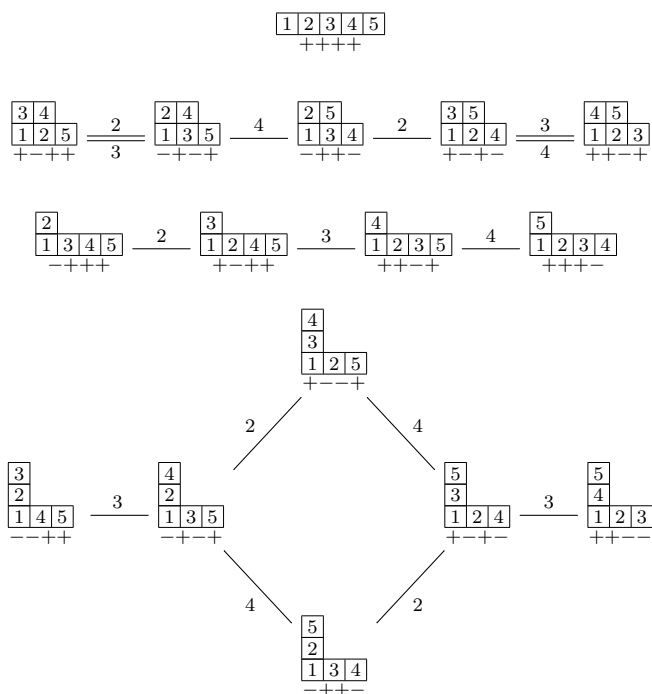 1 2 3 4 5
++++
3 4 2 4 2 5 3 5 4 5
1 2 5 2 1 3 5 4 1 3 4 2 1 2 4 3 1 2 3
+−++ 3 −+−+ −++− +−+− 4 ++−+
2 3 4 5
1 3 4 5 2 1 2 4 5 3 1 2 3 5 4 1 2 3 4
−+++ +−++ ++−+ +++−
4
3
1 2 5
+−−+
2 4
3 4 5 5
2 3 2 3 3 4
1 4 5 1 3 5 1 2 4 1 2 3
−−++ −+−+ +−+− ++−−
4 2
5
2
1 3 4
−++−